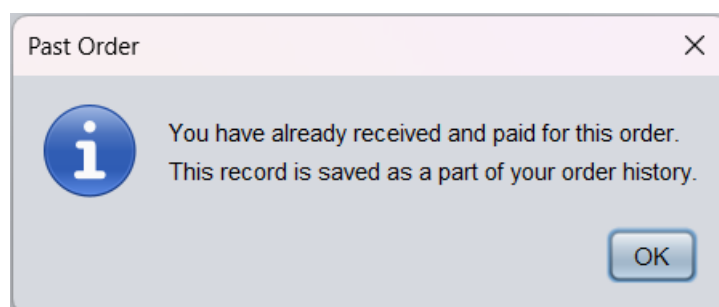 Past Order
You have already received and paid for this order.
This record is saved as a part of your order history.
OK